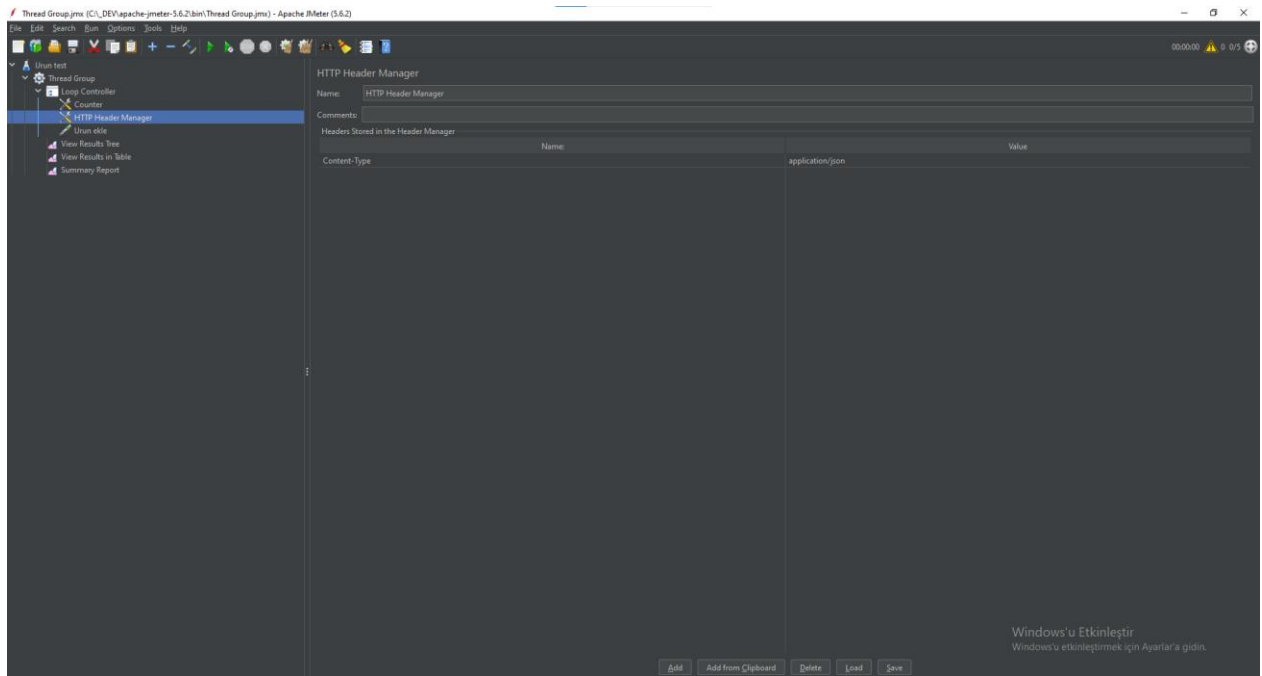 Thread Group.jmx (C:\_DEV\apache-jmeter-5.6.2\bin\Thread Group.jmx) - Apache JMeter (5.6.2)
File Edit Search Run Options Tools Help
00:00:00 0 0/5
Urun test
Thread Group
Loop Controller
Counter
HTTP Header Manager
Urun ekle
View Results Tree
View Results in Table
Summary Report
HTTP Header Manager
Name: HTTP Header Manager
Comments:
Headers Stored in the Header Manager
Name: Value
Content-Type application/json
Windows'u Etkinleştir
Windows'u etkinleştirmek için Ayarlar'a gidin.
Add Add from Clipboard Delete Load Save